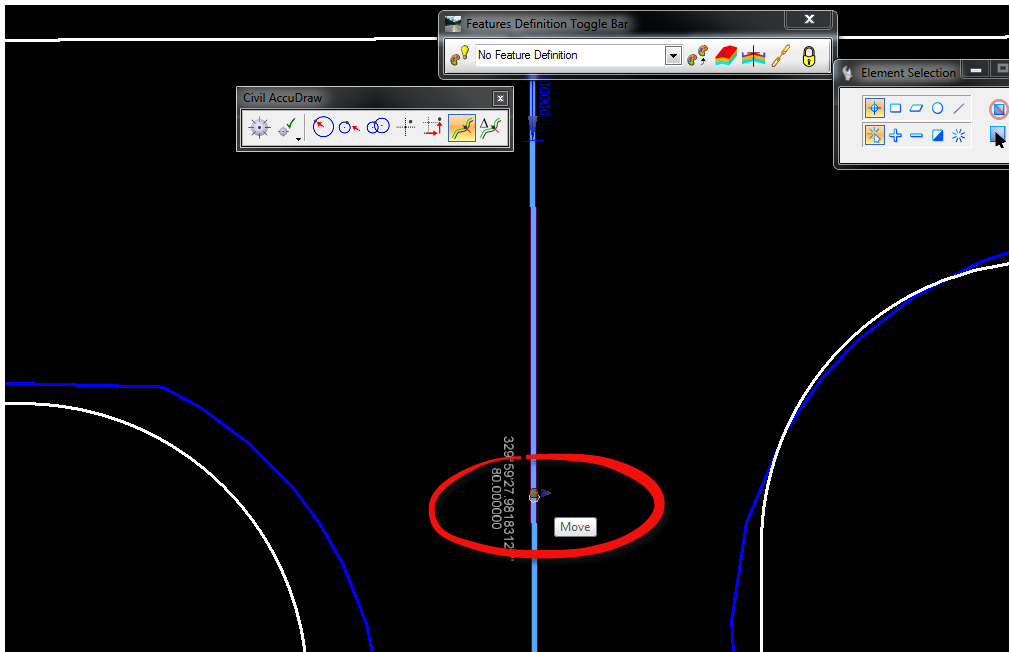 Features Definition Toggle Bar
No Feature Definition
Element Selection
Civil AccuDraw
80.000000
Move